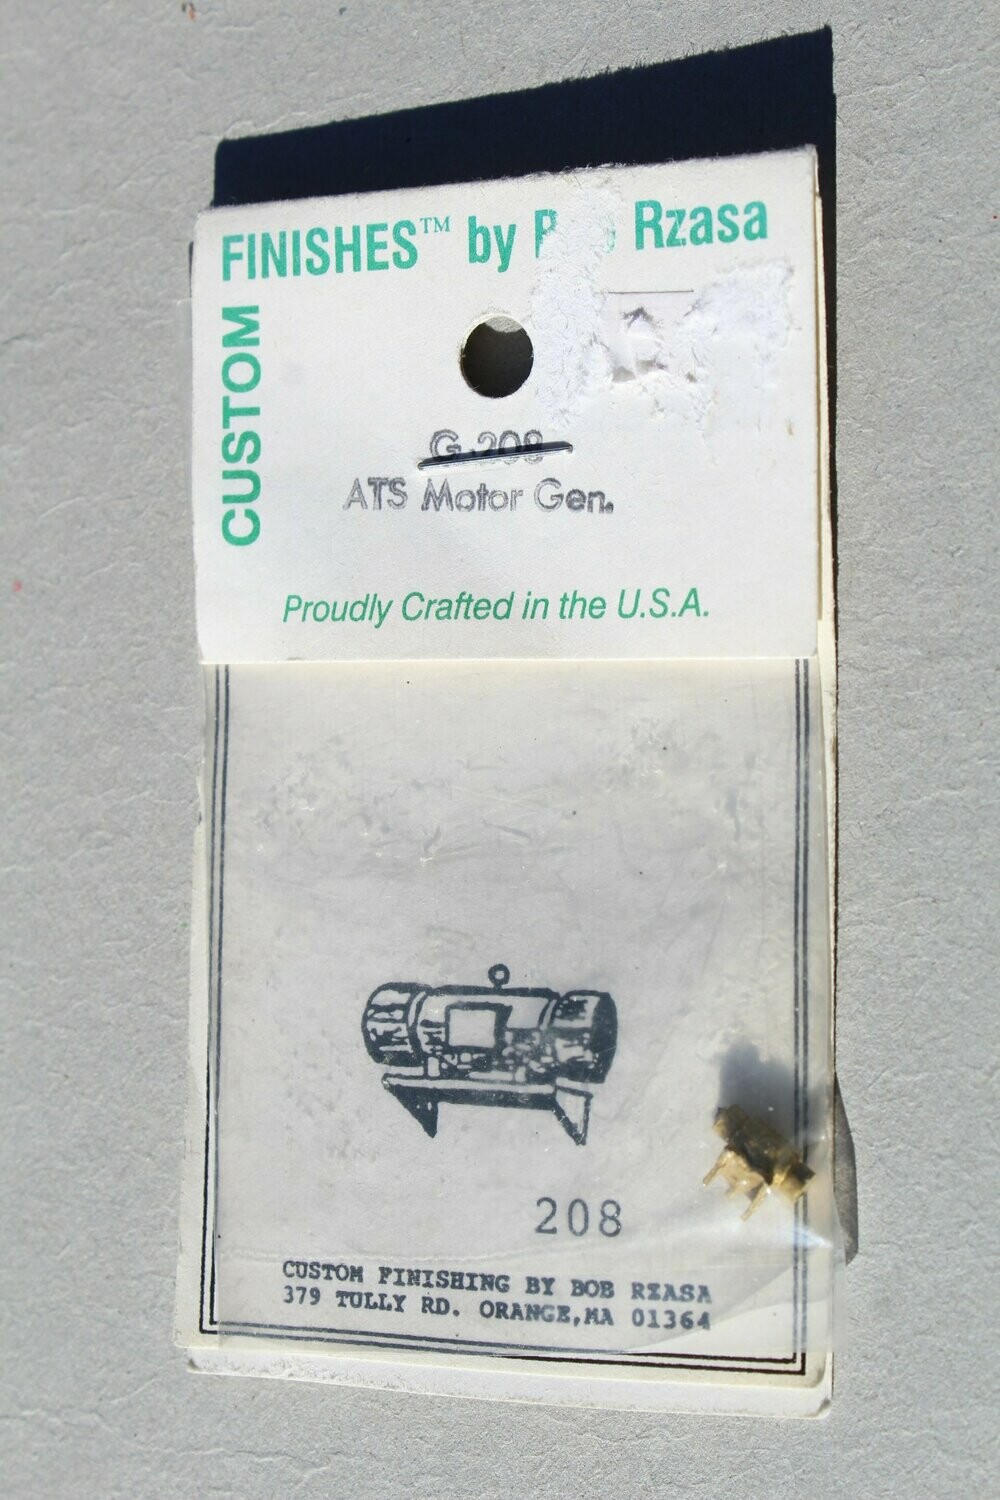 FINISHES™ by Rzasa
CUSTOM
G-208
ATS Motor Gen.
Proudly Crafted in the U.S.A.
208
CUSTOM FINISHING BY BOB RZASA
379 TULLY RD. ORANGE,MA 01364